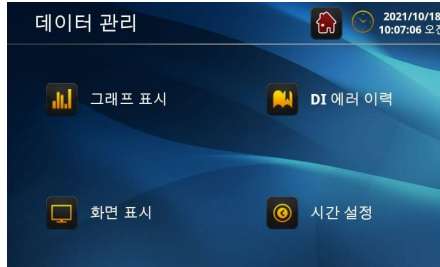 데이터 관리
2021/10/18
10:07:06 오전
그래프 표시
DI 에러 이력
화면 표시
시간 설정